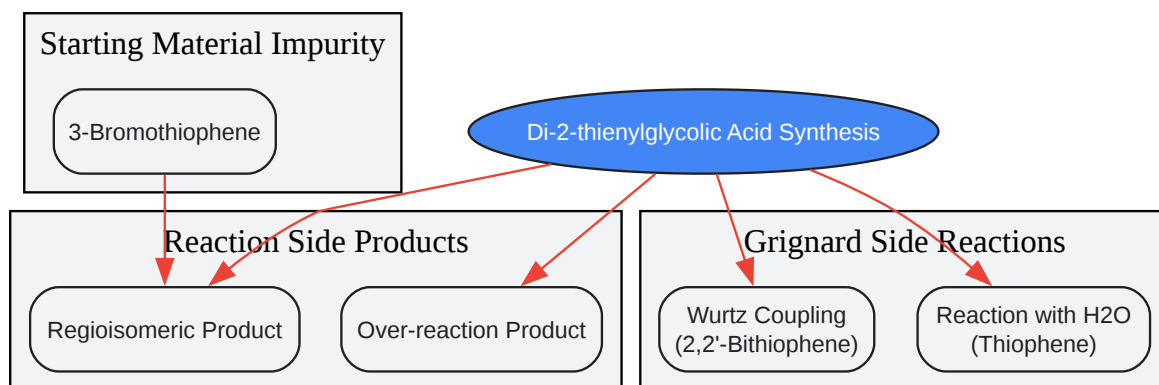 Starting Material Impurity
3-Bromothiophene
Di-2-thienylglycolic Acid Synthesis
Reaction Side Products
Grignard Side Reactions
Regioisomeric Product
Over-reaction Product
Wurtz Coupling
(2,2'-Bithiophene)
Reaction with H2O
(Thiophene)